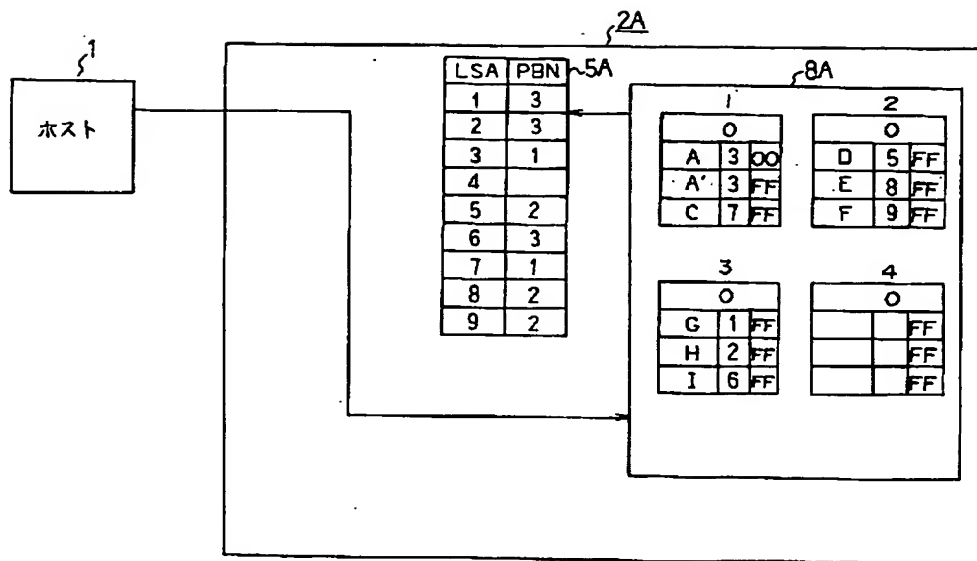 2A
1
ホスト
LSA PBN
5A
1 3
2 3
3 1
4
5 2
6 3
7 1
8 2
9 2
8A
1
0
A 3 00
A' 3 FF
C 7 FF
2
0
D 5 FF
E 8 FF
F 9 FF
3
0
G 1 FF
H 2 FF
I 6 FF
4
0
FF
FF
FF